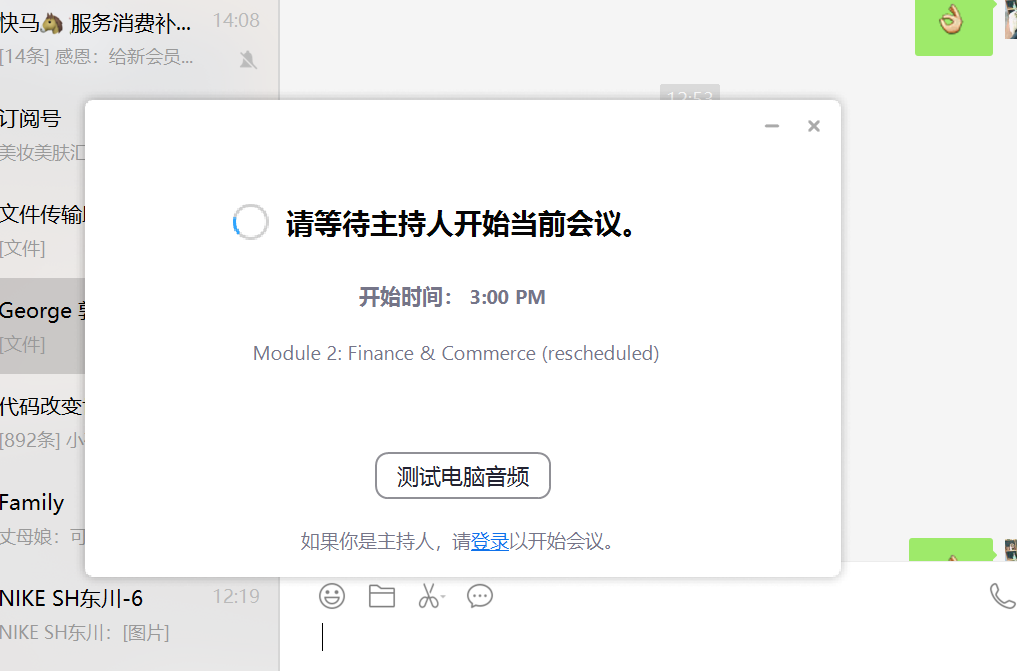 快马🐴 服务消费补... 14:08
[14条] 感恩：给新会员...
12:53
订阅号
美妆美肤汇
文件传输
[文件]
George
[文件]
代码改变
[892条] 小
Family
丈母娘：可
NIKE SH东川-6 12:19
NIKE SH东川：[图片]
请等待主持人开始当前会议。
开始时间： 3:00 PM
Module 2: Finance & Commerce (rescheduled)
测试电脑音频
如果你是主持人，请登录以开始会议。